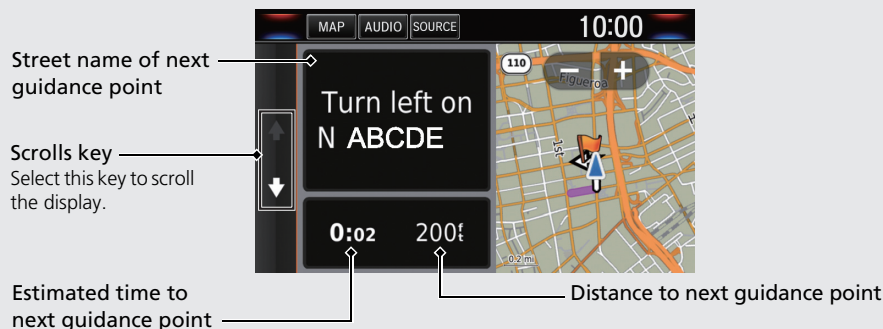 MAP AUDIO SOURCE 10:00
Street name of next
guidance point
110
Figueroa
Turn left on
N ABCDE
1st
Scrolls key
Select this key to scroll
the display.
0:02 200ft
0.2 mi
Estimated time to
next guidance point
Distance to next guidance point